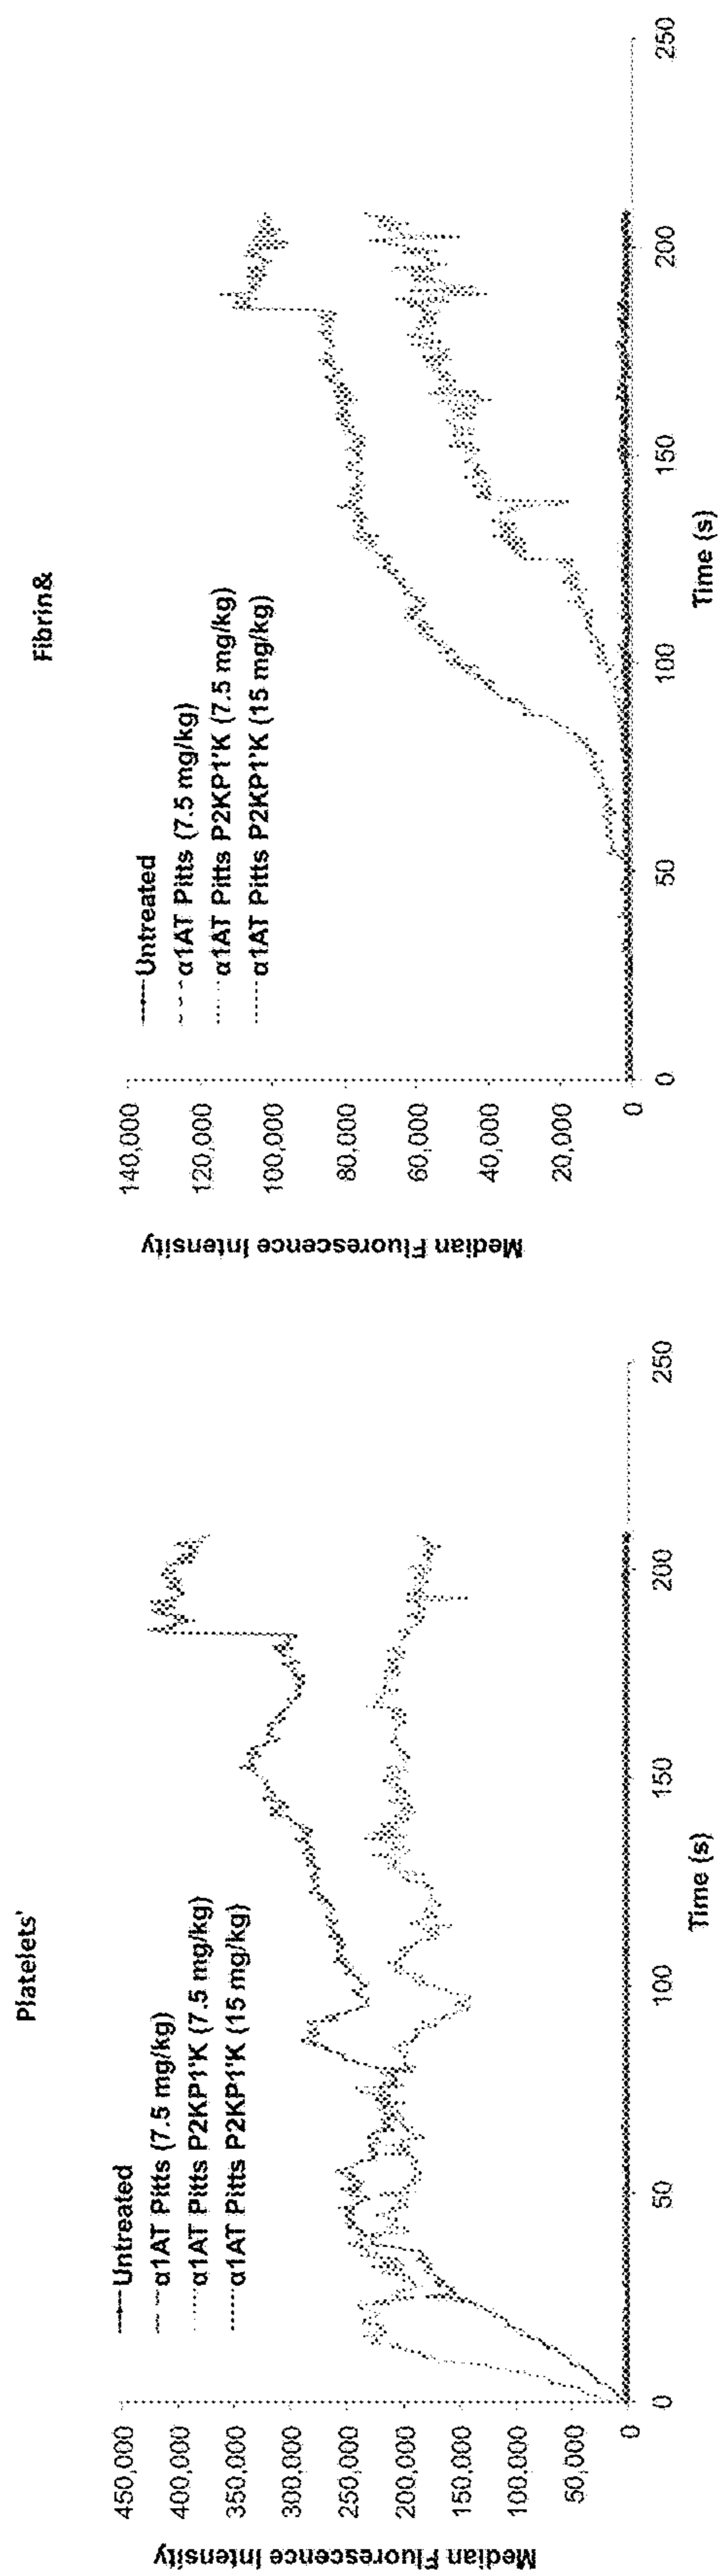 Platelets'
Median Fluorescence Intensity
450,000
400,000
350,000
300,000
250,000
200,000
150,000
100,000
50,000
0
Untreated
α1AT Pitts (7.5 mg/kg)
α1AT Pitts P2KP1'K (7.5 mg/kg)
α1AT Pitts P2KP1'K (15 mg/kg)
0
50
100
150
200
250
Time (s)
Fibrin&
Median Fluorescence Intensity
140,000
120,000
100,000
80,000
60,000
40,000
20,000
0
Untreated
α1AT Pitts (7.5 mg/kg)
α1AT Pitts P2KP1'K (7.5 mg/kg)
α1AT Pitts P2KP1'K (15 mg/kg)
0
50
100
150
200
250
Time (s)